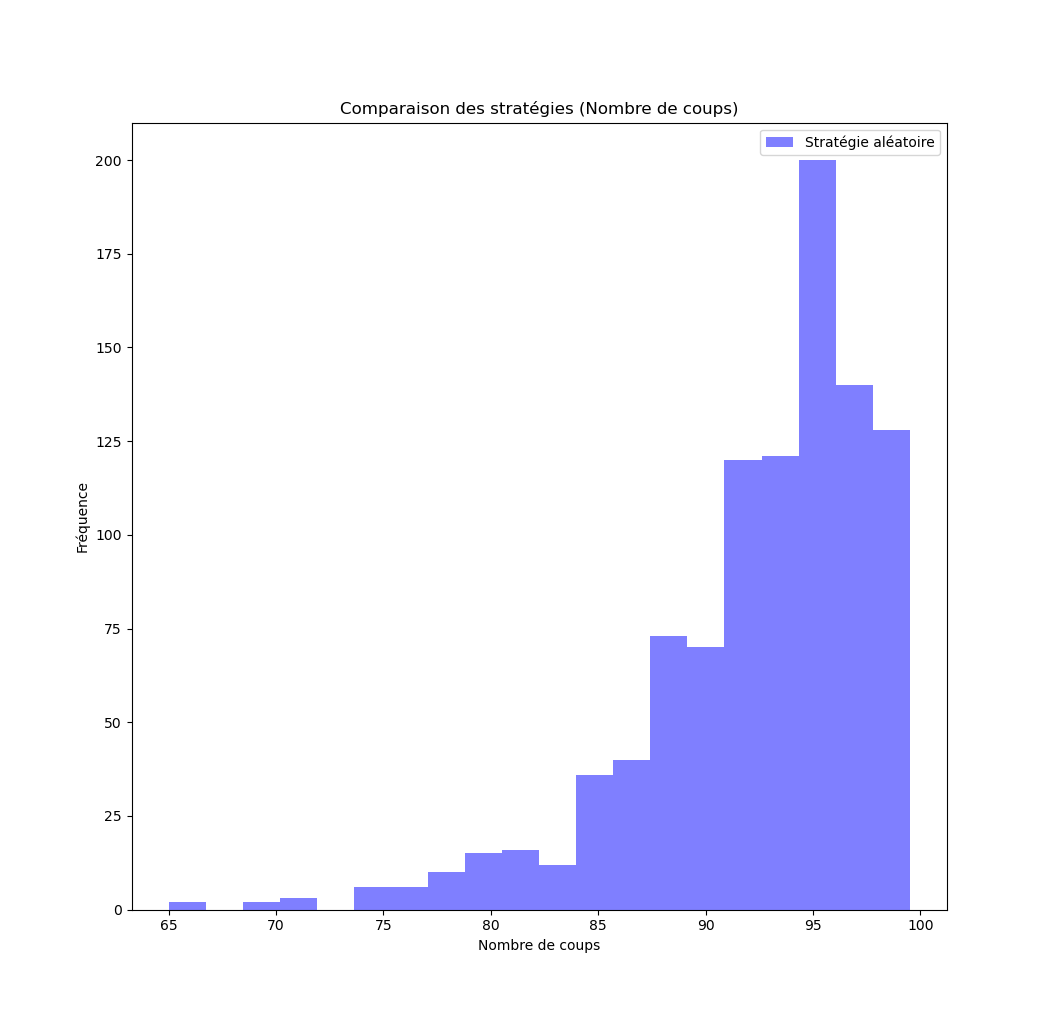 Comparaison des stratégies (Nombre de coups)
Stratégie aléatoire
200
175
150
125
100
75
50
25
0
Fréquence
65 70 75 80 85 90 95 100
Nombre de coups